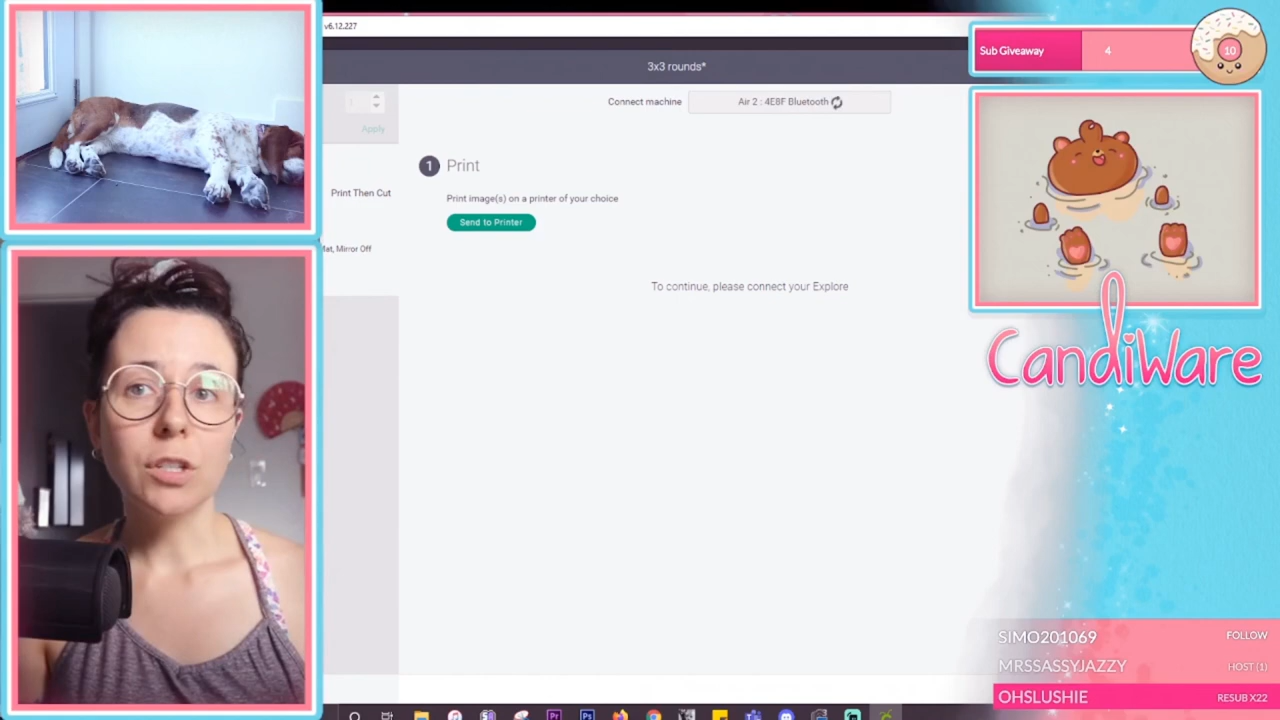 v6.12.227
3x3 rounds*
Connect machine
Air 2 : 4E8F Bluetooth
Apply
1 Print
Print Then Cut
Print image(s) on a printer of your choice
Send to Printer
Mat, Mirror Off
To continue, please connect your Explore
Sub Giveaway 4 10
CandiWare
SIMO201069 FOLLOW
MRSSASSYJAZZY HOST (1)
OHSLUSHIE RESUB X22